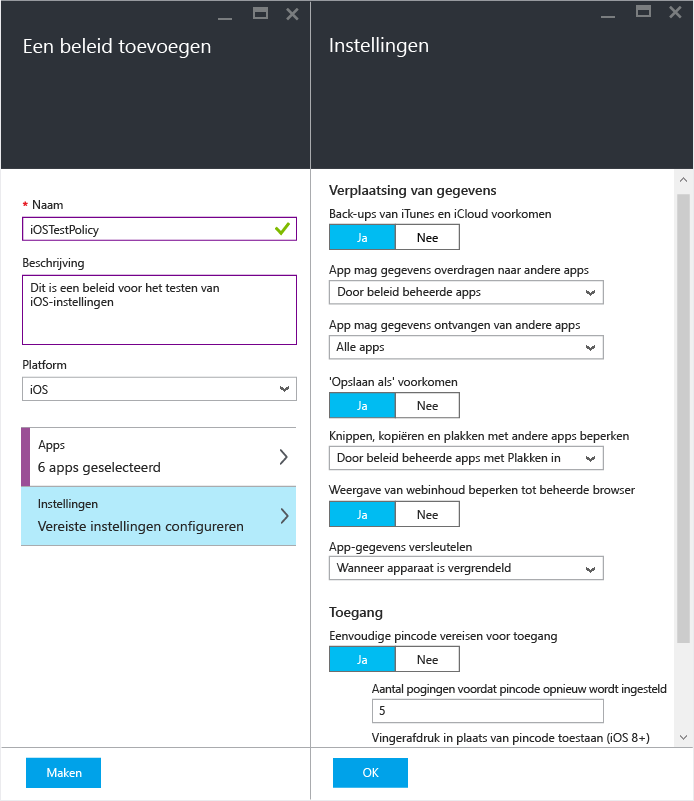 Een beleid toevoegen
* Naam
iOSTestPolicy
Beschrijving
Dit is een beleid voor het testen van
iOS-instellingen
Platform
iOS
Apps
6 apps geselecteerd
Instellingen
Vereiste instellingen configureren
Maken
Instellingen
Verplaatsing van gegevens
Back-ups van iTunes en iCloud voorkomen
Ja Nee
App mag gegevens overdragen naar andere apps
Door beleid beheerde apps
App mag gegevens ontvangen van andere apps
Alle apps
'Opslaan als' voorkomen
Ja Nee
Knippen, kopiëren en plakken met andere apps beperken
Door beleid beheerde apps met Plakken in
Weergave van webinhoud beperken tot beheerde browser
Ja Nee
App-gegevens versleutelen
Wanneer apparaat is vergrendeld
Toegang
Eenvoudige pincode vereisen voor toegang
Ja Nee
Aantal pogingen voordat pincode opnieuw wordt ingesteld
5
Vingerafdruk in plaats van pincode toestaan (iOS 8+)
OK